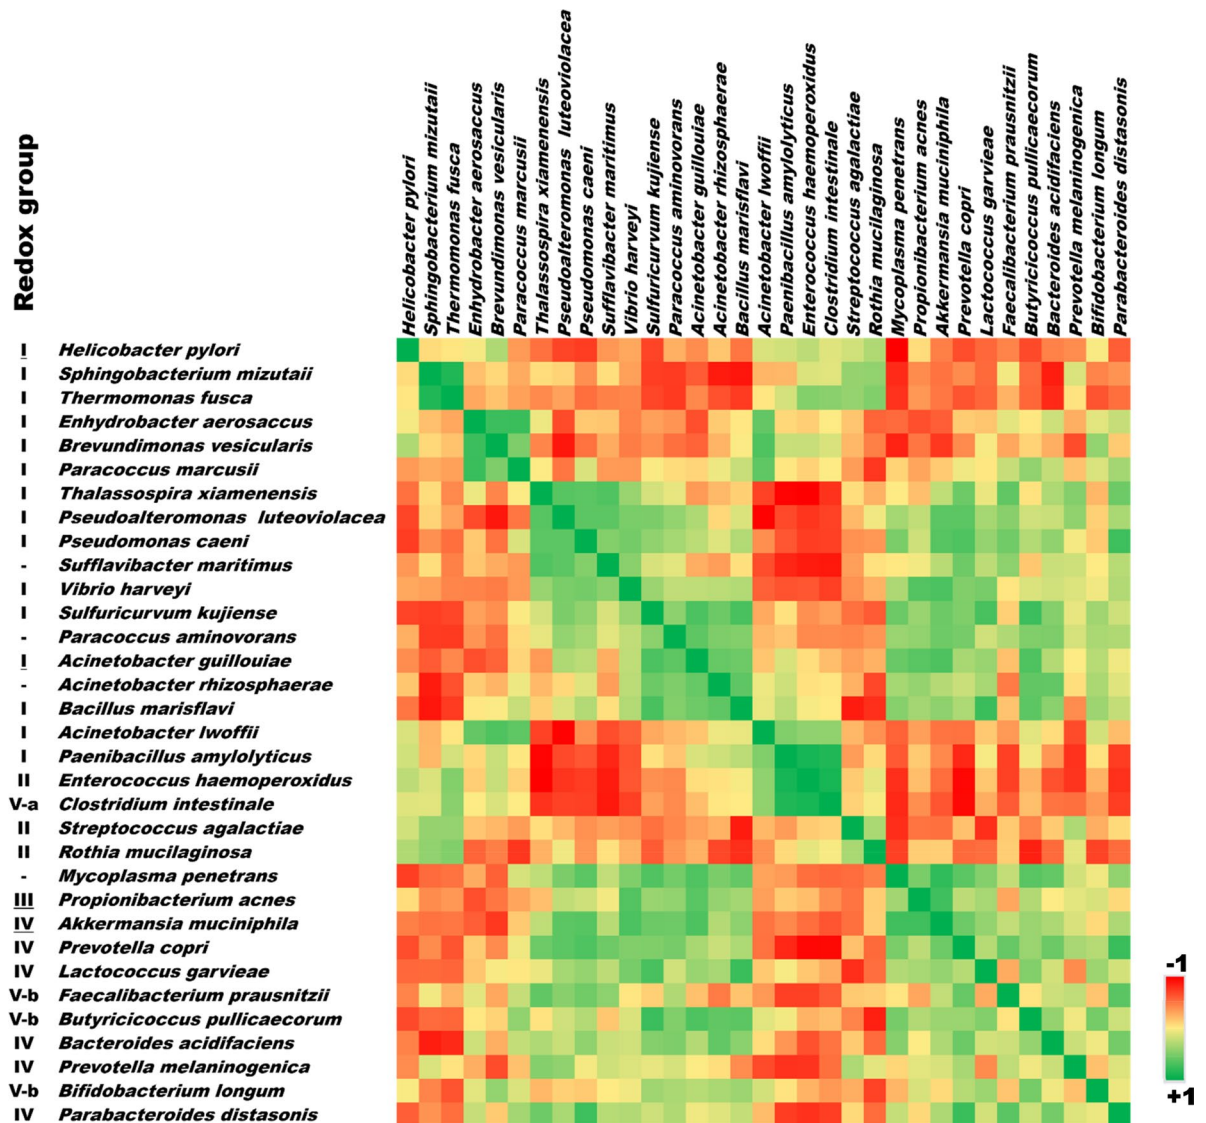 Redox group
Helicobacter pylori
Sphingobacterium mizutaii
Thermomonas fusca
Enhydrobacter aerosaccus
Brevundimonas vesicularis
Paracoccus marcusii
Thalassospira xiamenensis
Pseudoalteromonas luteoviolacea
Pseudomonas caeni
Sufflavibacter maritimus
Vibrio harveyi
Sulfuricurvum kujiense
Paracoccus aminovorans
Acinetobacter guillouiae
Acinetobacter rhizosphaerae
Bacillus marisflavi
Acinetobacter lwoffii
Paenibacillus amylolyticus
Enterococcus haemoperoxidus
Clostridium intestinale
Streptococcus agalactiae
Rothia mucilaginosa
Mycoplasma penetrans
Propionibacterium acnes
Akkermansia muciniphila
Prevotella copri
Lactococcus garvieae
Faecalibacterium prausnitzii
Butyricicoccus pullicaecorum
Bacteroides acidifaciens
Prevotella melaninogenica
Bifidobacterium longum
Parabacteroides distasonis
I Helicobacter pylori
I Sphingobacterium mizutaii
I Thermomonas fusca
I Enhydrobacter aerosaccus
I Brevundimonas vesicularis
I Paracoccus marcusii
I Thalassospira xiamenensis
I Pseudoalteromonas luteoviolacea
I Pseudomonas caeni
- Sufflavibacter maritimus
I Vibrio harveyi
I Sulfuricurvum kujiense
- Paracoccus aminovorans
I Acinetobacter guillouiae
- Acinetobacter rhizosphaerae
I Bacillus marisflavi
I Acinetobacter lwoffii
I Paenibacillus amylolyticus
II Enterococcus haemoperoxidus
V-a Clostridium intestinale
II Streptococcus agalactiae
II Rothia mucilaginosa
- Mycoplasma penetrans
III Propionibacterium acnes
IV Akkermansia muciniphila
IV Prevotella copri
IV Lactococcus garvieae
V-b Faecalibacterium prausnitzii
V-b Butyricicoccus pullicaecorum
IV Bacteroides acidifaciens
IV Prevotella melaninogenica
V-b Bifidobacterium longum
IV Parabacteroides distasonis
-1
+1